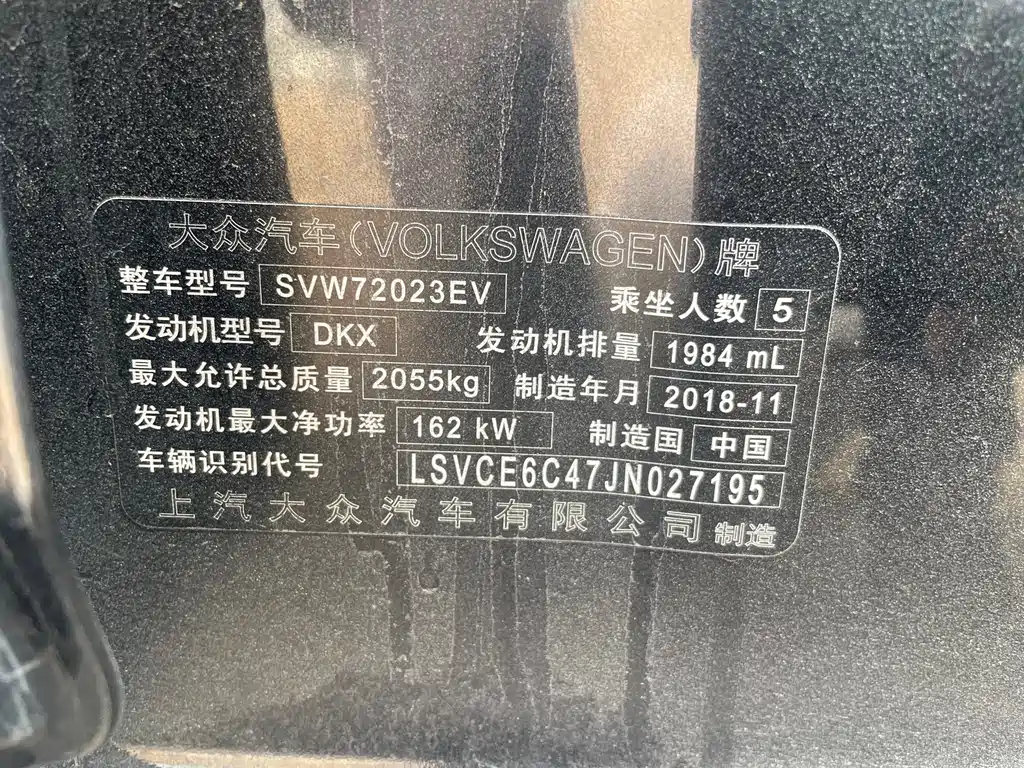 大众汽车(VOLKSWAGEN)牌
整车型号 SVW72023EV 乘坐人数 5
发动机型号 DKX 发动机排量 1984 mL
最大允许总质量 2055kg 制造年月 2018-11
发动机最大净功率 162 kW 制造国 中国
车辆识别代号 LSVCE6C47JN027195
上汽大众汽车有限公司 制造